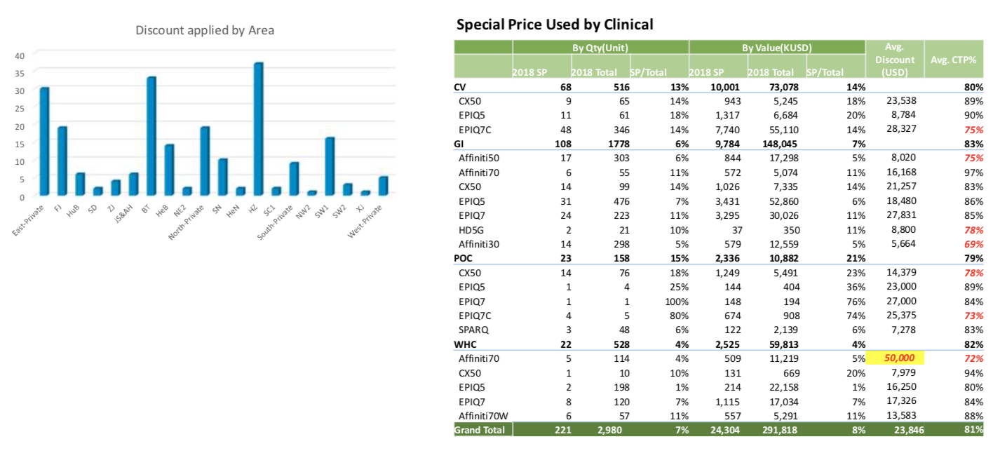 Discount applied by Area
40
35
30
25
20
15
10
5
0
East-Private FJ HuB SD ZJ JS&AH BT HeB NE2 North-Private SN HeN HZ SC1 South-Private NW2 SW1 SW2 XJ West-Private
Special Price Used by Clinical
By Qty(Unit) By Value(KUSD) Avg. Discount (USD) Avg. CTP%
2018 SP 2018 Total SP/Total 2018 SP 2018 Total SP/Total
CV 68 516 13% 10,001 73,078 14% 80%
CX50 9 65 14% 943 5,245 18% 23,538 89%
EPIQ5 11 61 18% 1,317 6,684 20% 8,784 90%
EPIQ7C 48 346 14% 7,740 55,110 14% 28,327 75%
GI 108 1778 6% 9,784 148,045 7% 83%
Affiniti50 17 303 6% 844 17,298 5% 8,020 75%
Affiniti70 6 55 11% 572 5,074 11% 16,168 97%
CX50 14 99 14% 1,026 7,335 14% 21,257 83%
EPIQ5 31 476 7% 3,431 52,860 6% 18,480 86%
EPIQ7 24 223 11% 3,295 30,026 11% 27,831 85%
HD5G 2 21 10% 37 350 11% 8,800 78%
Affiniti30 14 298 5% 579 12,559 5% 5,664 69%
POC 23 158 15% 2,336 10,882 21% 79%
CX50 14 76 18% 1,249 5,491 23% 14,379 78%
EPIQ5 1 4 25% 144 404 36% 23,000 89%
EPIQ7 1 1 100% 148 194 76% 27,000 84%
EPIQ7C 4 5 80% 674 908 74% 25,375 73%
SPARQ 3 48 6% 122 2,139 6% 7,278 83%
WHC 22 528 4% 2,525 59,813 4% 82%
Affiniti70 5 114 4% 509 11,219 5% 50,000 72%
CX50 1 10 10% 131 669 20% 7,979 94%
EPIQ5 2 198 1% 214 22,158 1% 16,250 80%
EPIQ7 8 120 7% 1,115 17,034 7% 17,326 84%
Affiniti70W 6 57 11% 557 5,291 11% 13,583 88%
Grand Total 221 2,980 7% 24,304 291,818 8% 23,846 81%